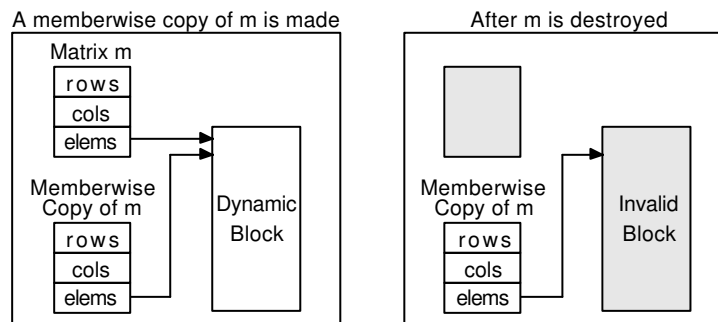 A memberwise copy of m is made
Matrix m
rows
cols
elems
Memberwise
Copy of m
rows
cols
elems
Dynamic
Block
After m is destroyed
Memberwise
Copy of m
rows
cols
elems
Invalid
Block